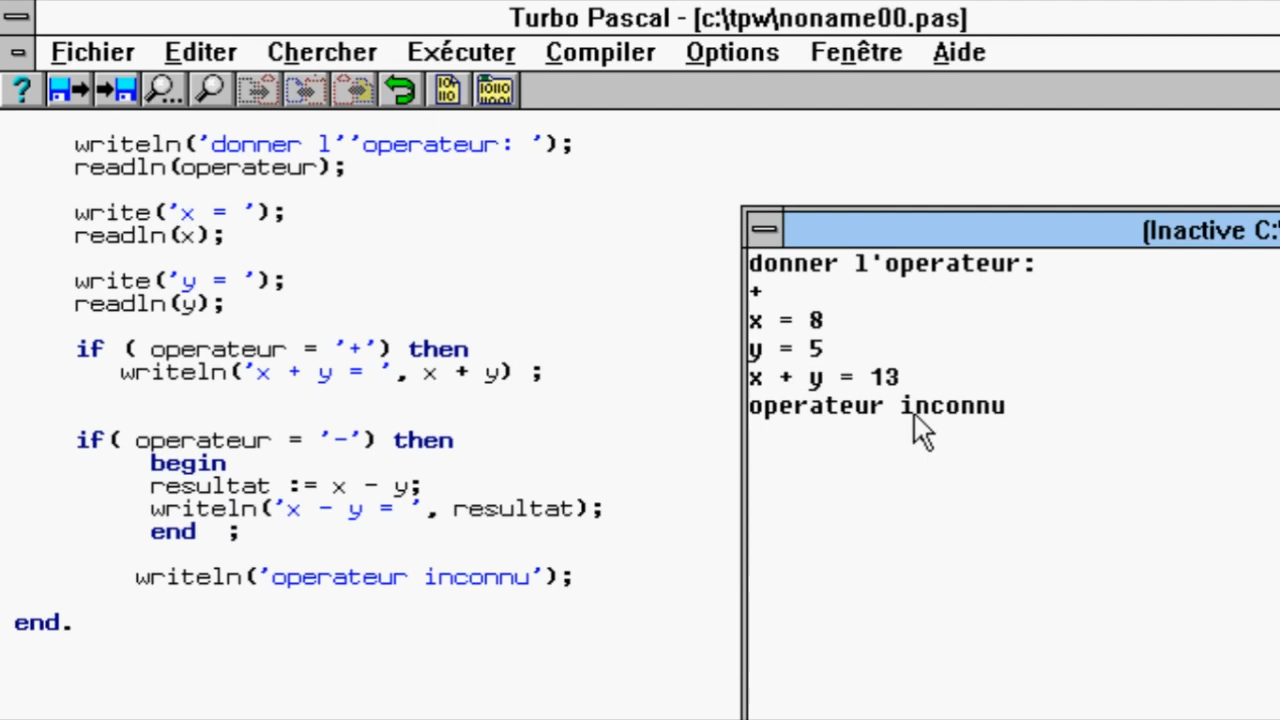 Turbo Pascal - [c:\tpw\noname00.pas]
Fichier Editer Chercher Exécuter Compiler Options Fenêtre Aide
writeln('donner l''operateur: ');
readln(operateur);
write('x = ');
readln(x);
write('y = ');
readln(y);
if ( operateur = '+') then
writeln('x + y = ', x + y) ;
if( operateur = '-') then
begin
resultat := x - y;
writeln('x - y = ', resultat);
end ;
writeln('operateur inconnu');
end.
(Inactive C:\
donner l'operateur:
+
x = 8
y = 5
x + y = 13
operateur inconnu